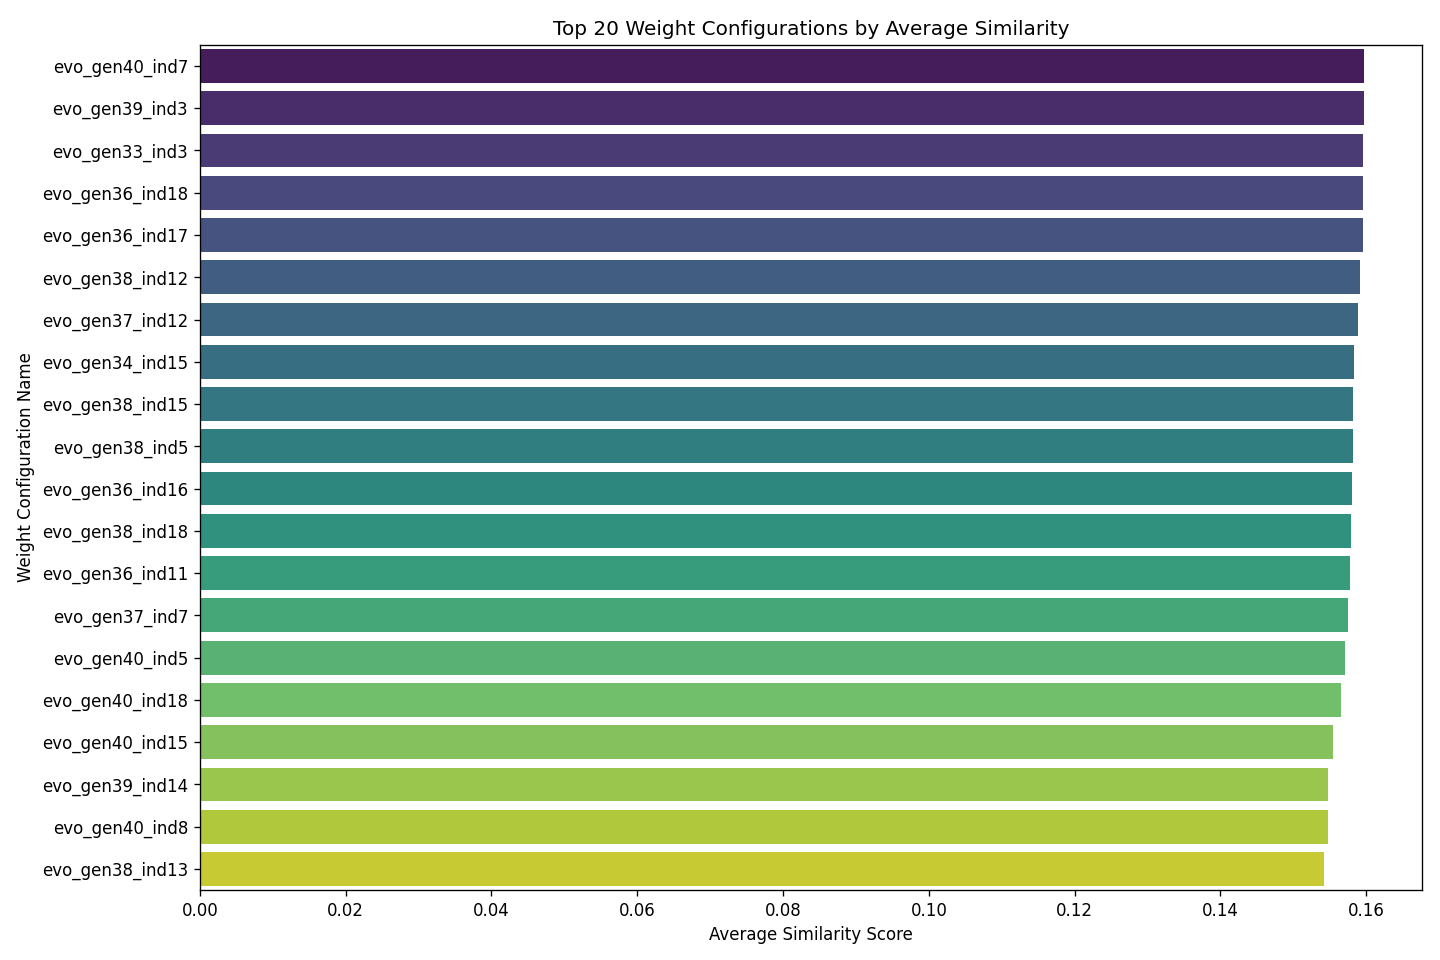 Top 20 Weight Configurations by Average Similarity
Weight Configuration Name
evo_gen40_ind7
evo_gen39_ind3
evo_gen33_ind3
evo_gen36_ind18
evo_gen36_ind17
evo_gen38_ind12
evo_gen37_ind12
evo_gen34_ind15
evo_gen38_ind15
evo_gen38_ind5
evo_gen36_ind16
evo_gen38_ind18
evo_gen36_ind11
evo_gen37_ind7
evo_gen40_ind5
evo_gen40_ind18
evo_gen40_ind15
evo_gen39_ind14
evo_gen40_ind8
evo_gen38_ind13
0.00 0.02 0.04 0.06 0.08 0.10 0.12 0.14 0.16
Average Similarity Score